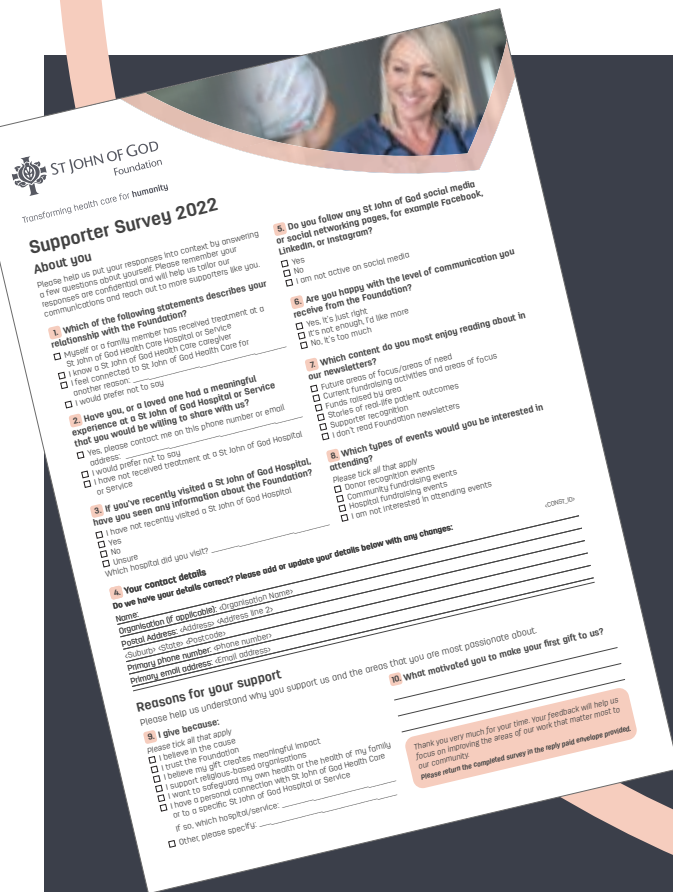 ST JOHN OF GOD
Foundation
Transforming health care for humanity
Supporter Survey 2022
About you
Please help us put your responses into context by answering
a few questions about yourself. Please remember your
responses are confidential and will help us tailor our
communications and reach out to more supporters like you.
1. Which of the following statements describes your
relationship with the Foundation?
Myself or a family member has received treatment at a
St John of God Health Care Hospital or Service
I know a St John of God Health Care caregiver
I feel connected to St John of God Health Care for
another reason:
I would prefer not to say
2. Have you, or a loved one had a meaningful
experience at a St John of God Hospital or Service
that you would be willing to share with us?
Yes, please contact me on this phone number or email
address:
I would prefer not to say
I have not received treatment at a St John of God Hospital
or Service
3. If you've recently visited a St John of God Hospital,
have you seen any information about the Foundation?
I have not recently visited a St John of God Hospital
Yes
No
Unsure
Which hospital did you visit?
5. Do you follow any St John of God social media
or social networking pages, for example Facebook,
LinkedIn, or Instagram?
Yes
No
I am not active on social media
6. Are you happy with the level of communication you
receive from the Foundation?
Yes, it's just right
It's not enough, I'd like more
No, it's too much
7. Which content do you most enjoy reading about in
our newsletters?
Future areas of focus/areas of need
Current fundraising activities and areas of focus
Funds raised by area
Stories of real-life patient outcomes
Supporter recognition
I don't read Foundation newsletters
8. Which types of events would you be interested in
attending?
Please tick all that apply
Donor recognition events
Community fundraising events
Hospital fundraising events
I am not interested in attending events
<CONST_ID>
4. Your contact details
Do we have your details correct? Please add or update your details below with any changes:
Name:
Organisation (if applicable): <Organisation Name>
Postal Address: <Address> <Address line 2>
<Suburb> <State> <Postcode>
Primary phone number: <Phone number>
Primary email address: <Email address>
Reasons for your support
Please help us understand why you support us and the areas that you are most passionate about.
9. I give because:
Please tick all that apply
I believe in the cause
I trust the Foundation
I believe my gift creates meaningful impact
I support religious-based organisations
I want to safeguard my own health or the health of my family
I have a personal connection with St John of God Health Care
or to a specific St John of God Hospital or Service
If so, which hospital/service:
Other, please specify:
10. What motivated you to make your first gift to us?
Thank you very much for your time. Your feedback will help us
focus on improving the areas of our work that matter most to
our community.
Please return the completed survey in the reply paid envelope provided.